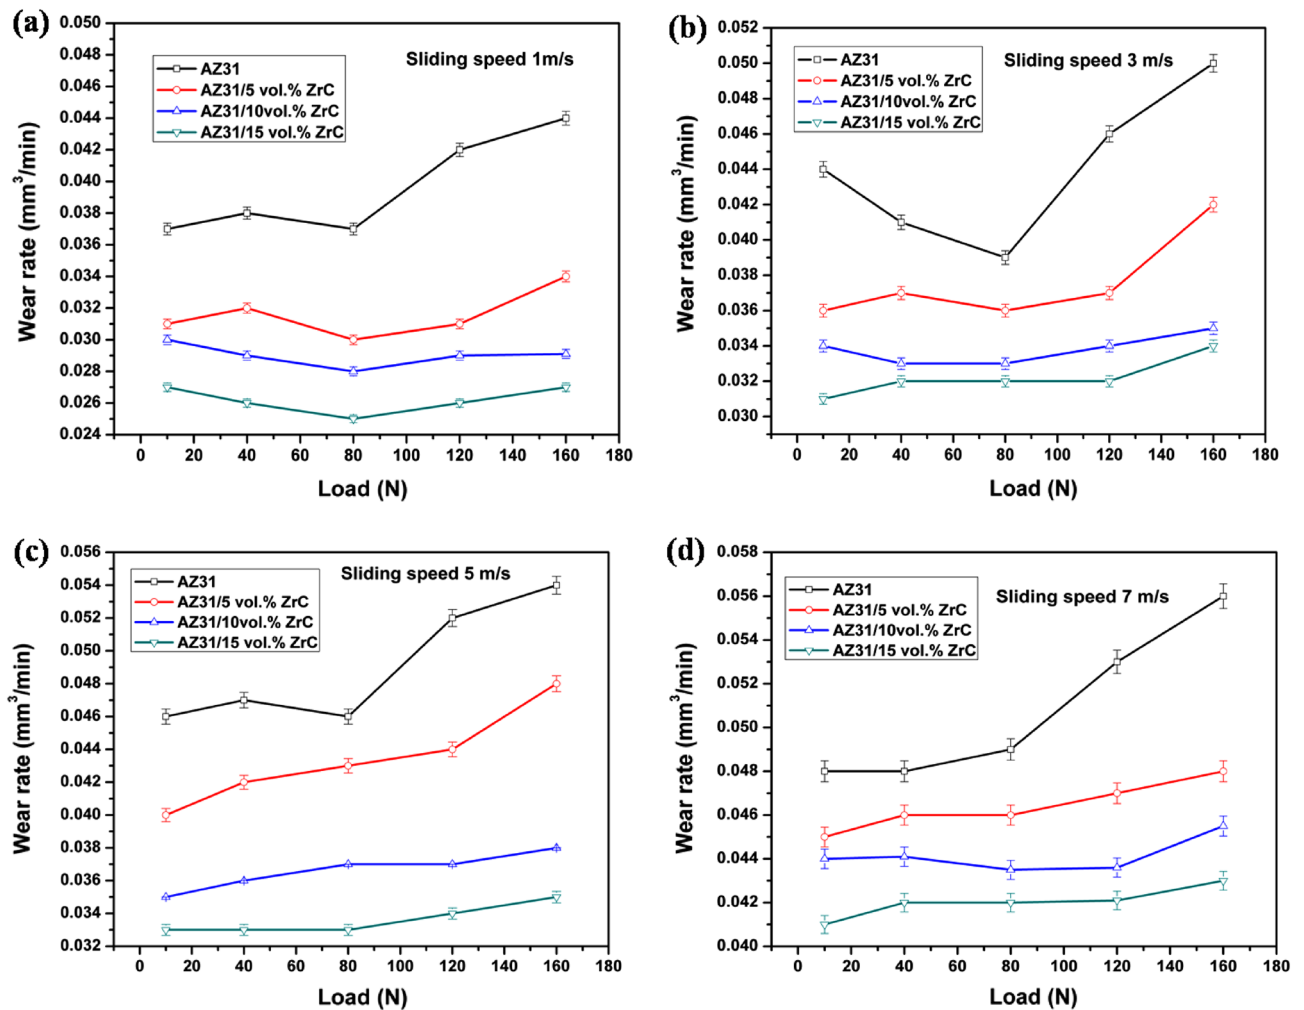 (a)
Sliding speed 1m/s
AZ31
AZ31/5 vol.% ZrC
AZ31/10vol.% ZrC
AZ31/15 vol.% ZrC
Wear rate (mm³/min)
0.050
0.048
0.046
0.044
0.042
0.040
0.038
0.036
0.034
0.032
0.030
0.028
0.026
0.024
0 20 40 60 80 100 120 140 160 180
Load (N)
(b)
Sliding speed 3 m/s
AZ31
AZ31/5 vol.% ZrC
AZ31/10vol.% ZrC
AZ31/15 vol.% ZrC
Wear rate (mm³/min)
0.052
0.050
0.048
0.046
0.044
0.042
0.040
0.038
0.036
0.034
0.032
0.030
0 20 40 60 80 100 120 140 160 180
Load (N)
(c)
Sliding speed 5 m/s
AZ31
AZ31/5 vol.% ZrC
AZ31/10vol.% ZrC
AZ31/15 vol.% ZrC
Wear rate (mm³/min)
0.056
0.054
0.052
0.050
0.048
0.046
0.044
0.042
0.040
0.038
0.036
0.034
0.032
0 20 40 60 80 100 120 140 160 180
Load (N)
(d)
Sliding speed 7 m/s
AZ31
AZ31/5 vol.% ZrC
AZ31/10vol.% ZrC
AZ31/15 vol.% ZrC
Wear rate (mm³/min)
0.058
0.056
0.054
0.052
0.050
0.048
0.046
0.044
0.042
0.040
0 20 40 60 80 100 120 140 160 180
Load (N)